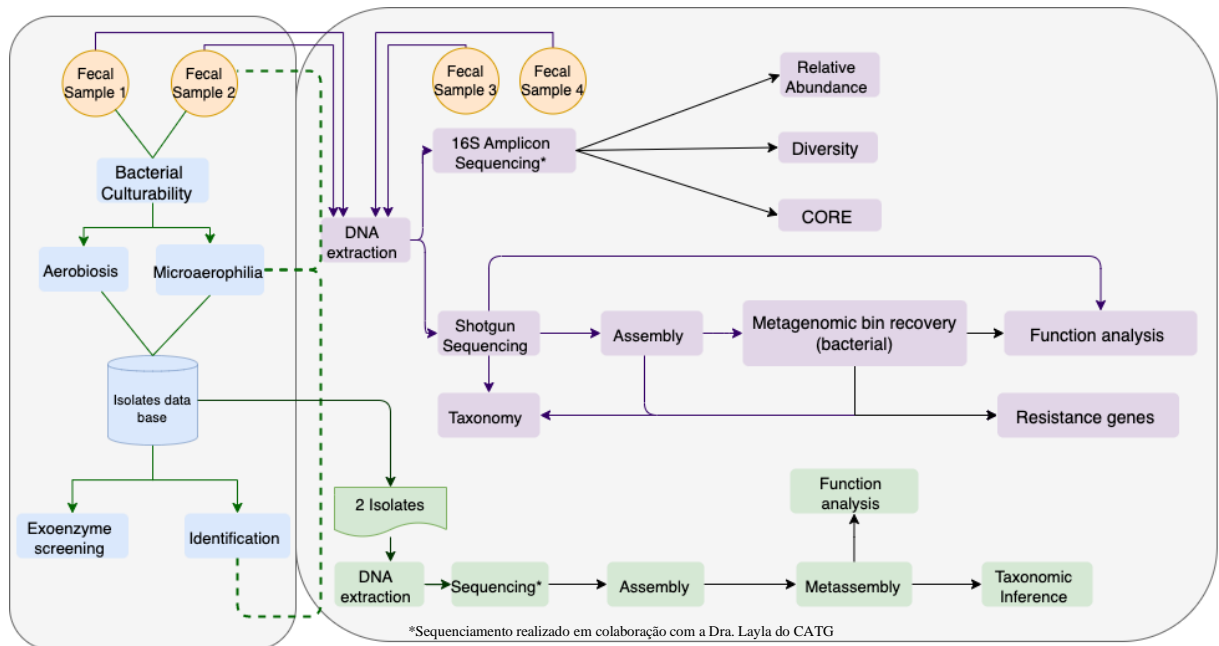 Fecal
Sample 1
Fecal
Sample 2
Fecal
Sample 3
Fecal
Sample 4
Bacterial
Culturability
Aerobiosis
Microaerophilia
Isolates data
base
Exoenzyme
screening
Identification
DNA
extraction
16S Amplicon
Sequencing*
Relative
Abundance
Diversity
CORE
Shotgun
Sequencing
Assembly
Metagenomic bin recovery
(bacterial)
Function analysis
Taxonomy
Resistance genes
2 Isolates
DNA
extraction
Sequencing*
Assembly
Metassembly
Function
analysis
Taxonomic
Inference
*Sequenciamento realizado em colaboração com a Dra. Layla do CATG